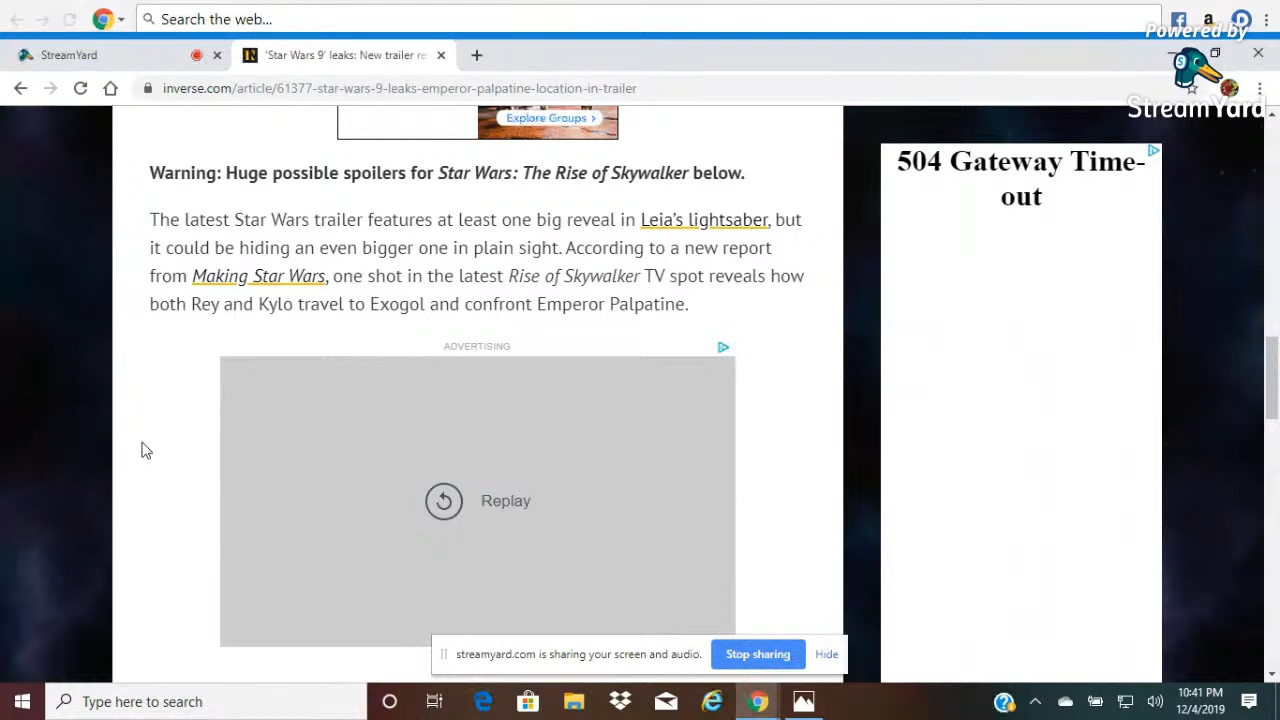 Search the web...
Powered by
StreamYard
'Star Wars 9' leaks: New trailer re
inverse.com/article/61377-star-wars-9-leaks-emperor-palpatine-location-in-trailer
StreamYard
Explore Groups >
Warning: Huge possible spoilers for Star Wars: The Rise of Skywalker below.
The latest Star Wars trailer features at least one big reveal in Leia's lightsaber, but
it could be hiding an even bigger one in plain sight. According to a new report
from Making Star Wars, one shot in the latest Rise of Skywalker TV spot reveals how
both Rey and Kylo travel to Exogol and confront Emperor Palpatine.
504 Gateway Time-
out
ADVERTISING
Replay
streamyard.com is sharing your screen and audio.
Stop sharing
Hide
Type here to search
10:41 PM
12/4/2019